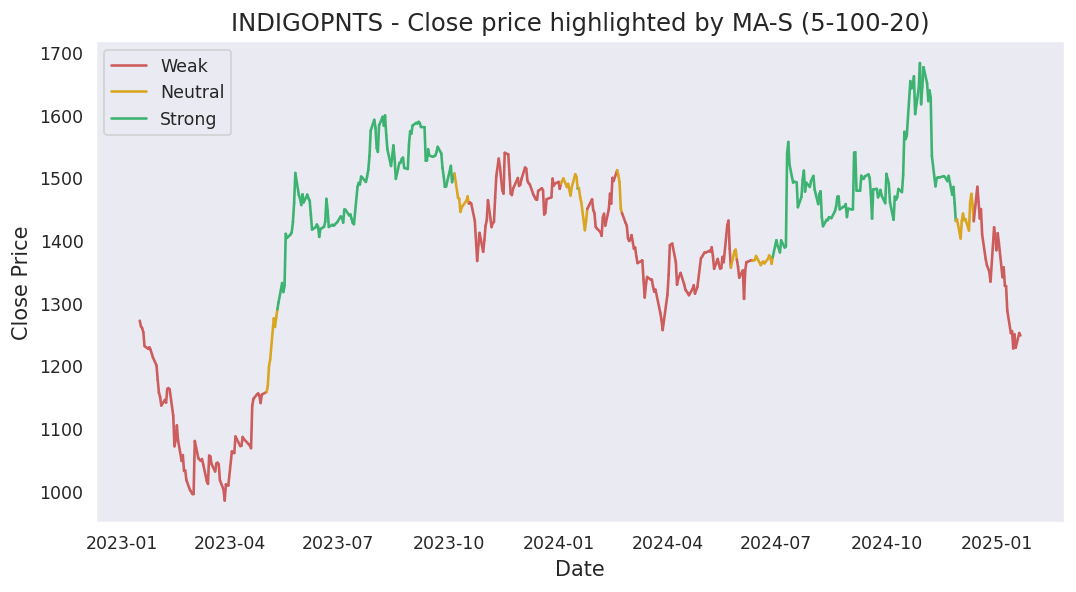 INDIGOPNTS - Close price highlighted by MA-S (5-100-20)
Weak
Neutral
Strong
Close Price
1700
1600
1500
1400
1300
1200
1100
1000
2023-01 2023-04 2023-07 2023-10 2024-01 2024-04 2024-07 2024-10 2025-01
Date